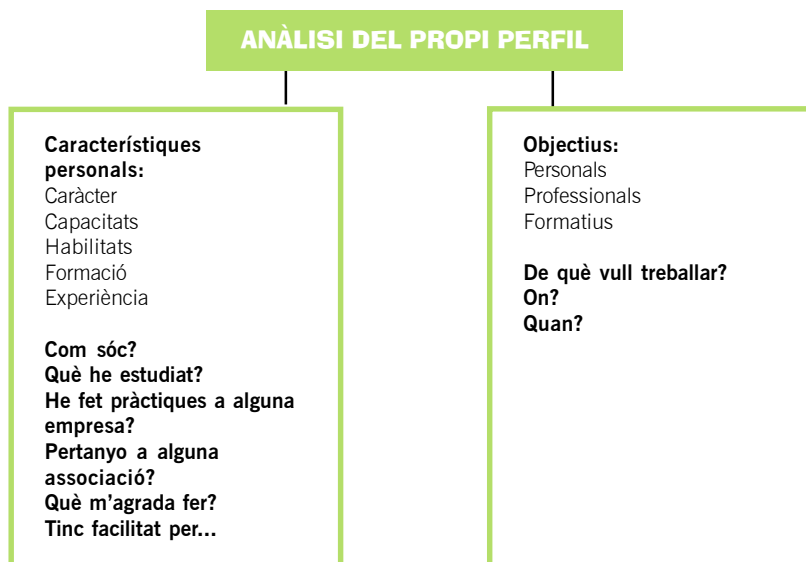 ANÀLISI DEL PROPI PERFIL
Característiques
personals:
Caràcter
Capacitats
Habilitats
Formació
Experiència
Com sóc?
Què he estudiat?
He fet pràctiques a alguna
empresa?
Pertanyo a alguna
associació?
Què m’agrada fer?
Tinc facilitat per...
Objectius:
Personals
Professionals
Formatius
De què vull treballar?
On?
Quan?